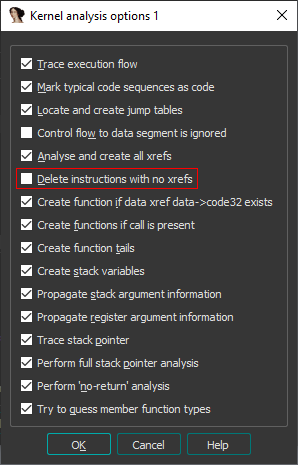 Kernel analysis options 1
Trace execution flow
Mark typical code sequences as code
Locate and create jump tables
Control flow to data segment is ignored
Analyse and create all xrefs
Delete instructions with no xrefs
Create function if data xref data->code32 exists
Create functions if call is present
Create function tails
Create stack variables
Propagate stack argument information
Propagate register argument information
Trace stack pointer
Perform full stack pointer analysis
Perform 'no-return' analysis
Try to guess member function types
OK Cancel Help